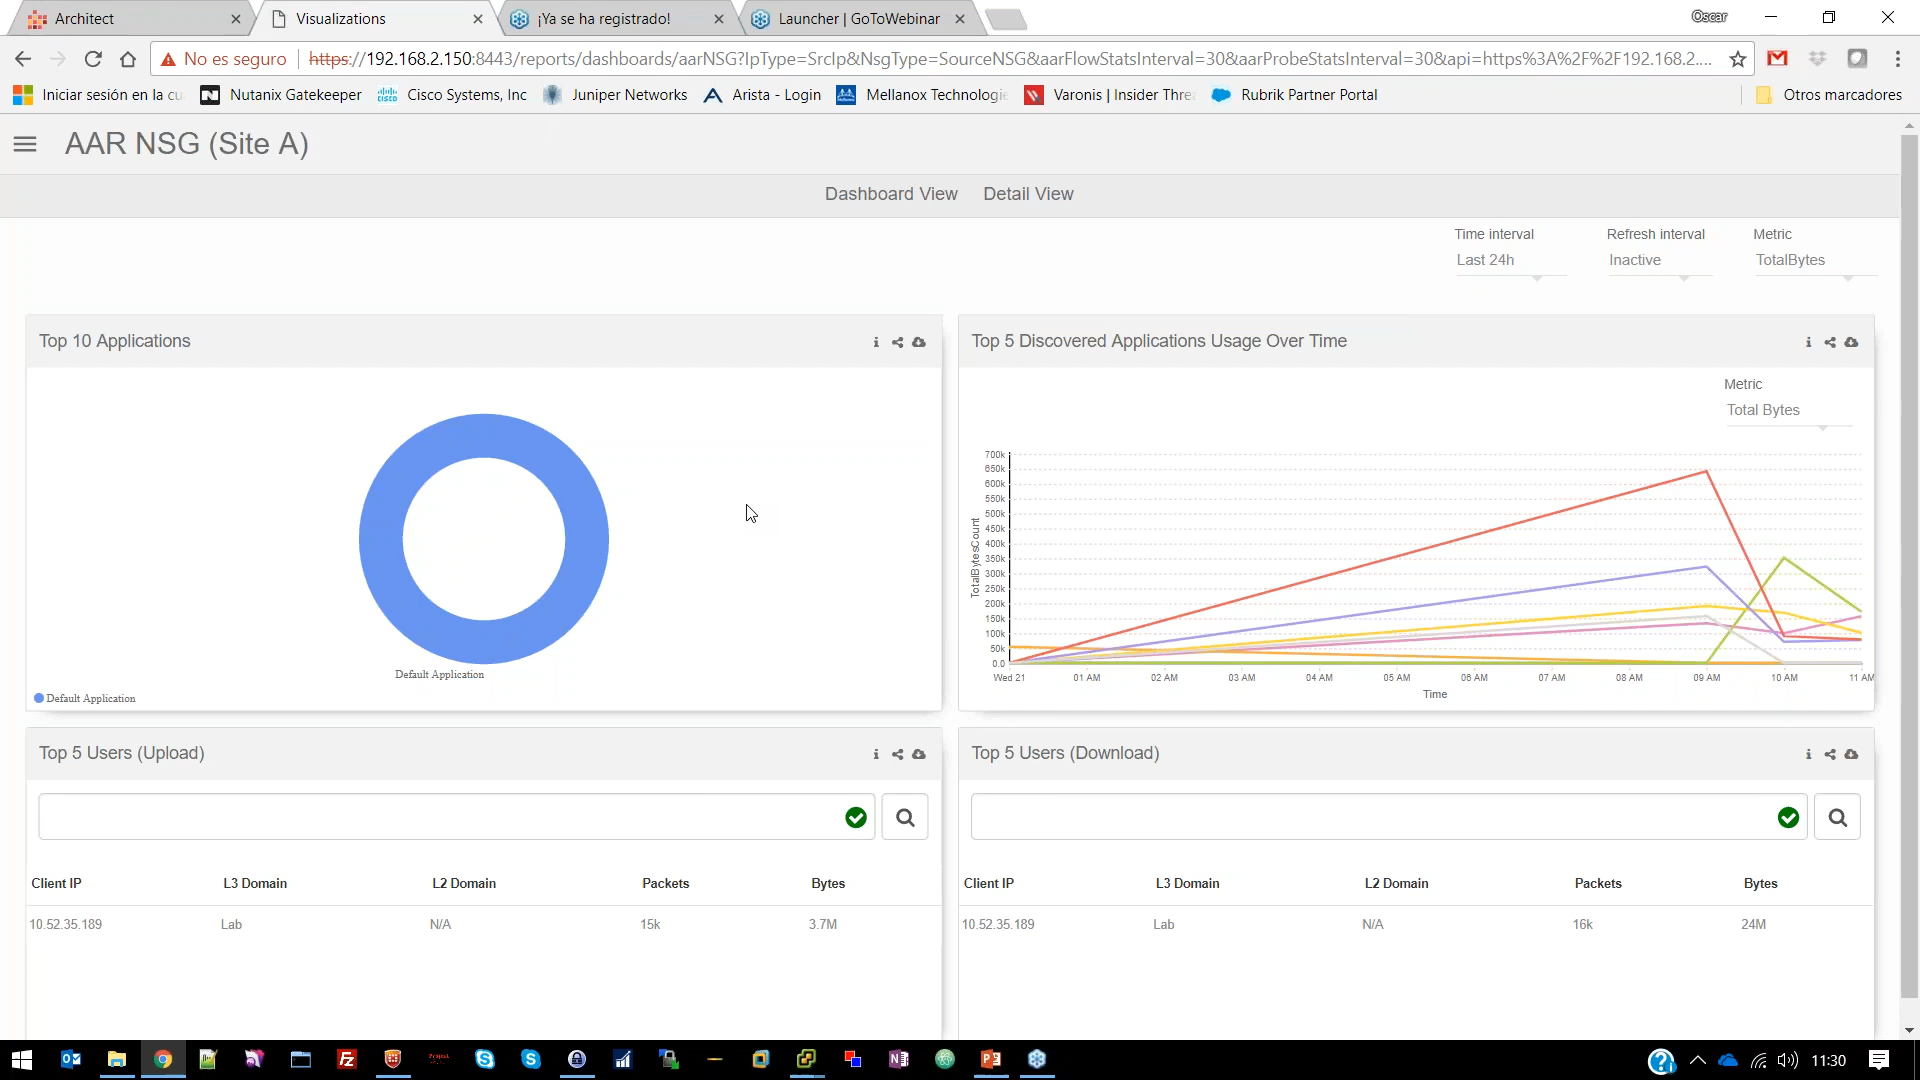 Architect
Visualizations
¡Ya se ha registrado!
Launcher | GoToWebinar
Oscar
No es seguro
https://192.168.2.150:8443/reports/dashboards/aarNSG?IpType=SrcIp&NsgType=SourceNSG&aarFlowStatsInterval=30&aarProbeStatsInterval=30&api=https%3A%2F%2F192.168.2....
Iniciar sesión en la cu
Nutanix Gatekeeper
Cisco Systems, Inc
Juniper Networks
Arista - Login
Mellanox Technologie
Varonis | Insider Thre
Rubrik Partner Portal
Otros marcadores
AAR NSG (Site A)
Dashboard View
Detail View
Time interval
Refresh interval
Metric
Last 24h
Inactive
TotalBytes
Top 10 Applications
Default Application
Default Application
Top 5 Discovered Applications Usage Over Time
Metric
Total Bytes
700k
650k
600k
550k
500k
450k
400k
350k
300k
250k
200k
150k
100k
50k
0.0
TotalBytesCount
Wed 21
01 AM
02 AM
03 AM
04 AM
05 AM
06 AM
07 AM
08 AM
09 AM
10 AM
11 AM
Time
Top 5 Users (Upload)
Client IP L3 Domain L2 Domain Packets Bytes
10.52.35.189 Lab N/A 15k 3.7M
Top 5 Users (Download)
Client IP L3 Domain L2 Domain Packets Bytes
10.52.35.189 Lab N/A 16k 24M
11:30